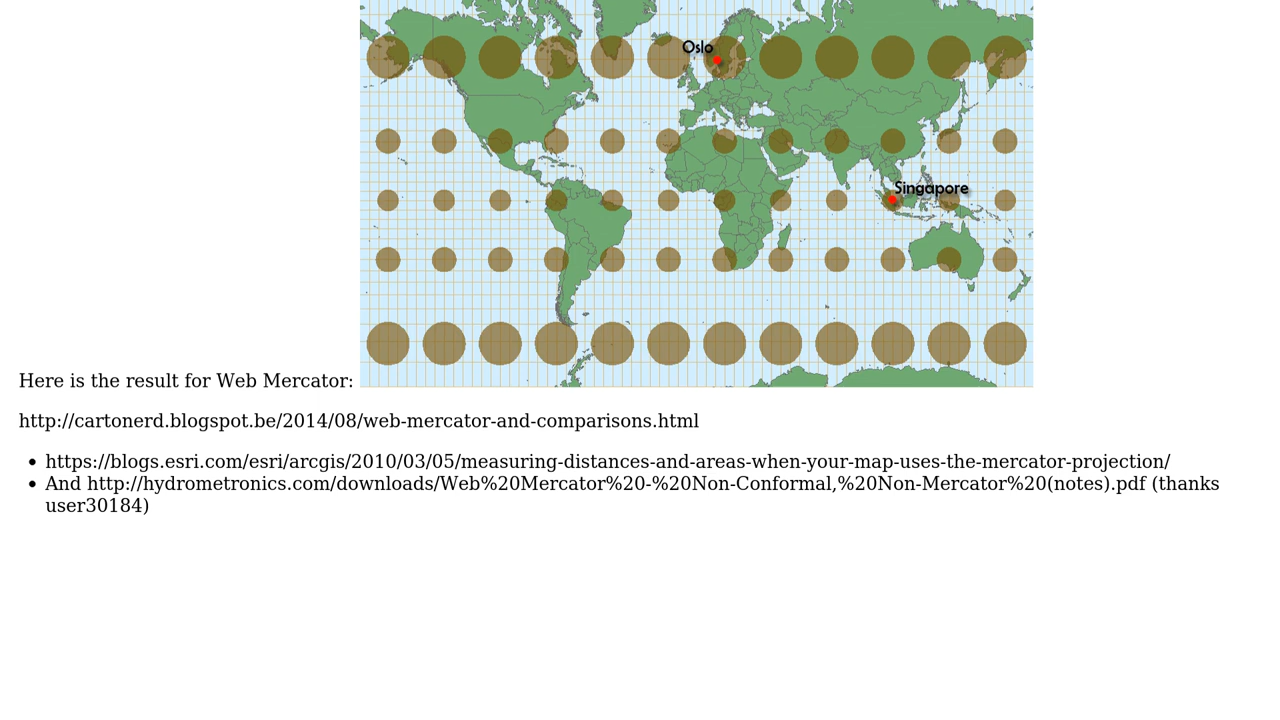 Oslo
Singapore
Here is the result for Web Mercator:
http://cartonerd.blogspot.be/2014/08/web-mercator-and-comparisons.html
• https://blogs.esri.com/esri/arcgis/2010/03/05/measuring-distances-and-areas-when-your-map-uses-the-mercator-projection/
• And http://hydrometronics.com/downloads/Web%20Mercator%20-%20Non-Conformal,%20Non-Mercator%20(notes).pdf (thanks
user30184)